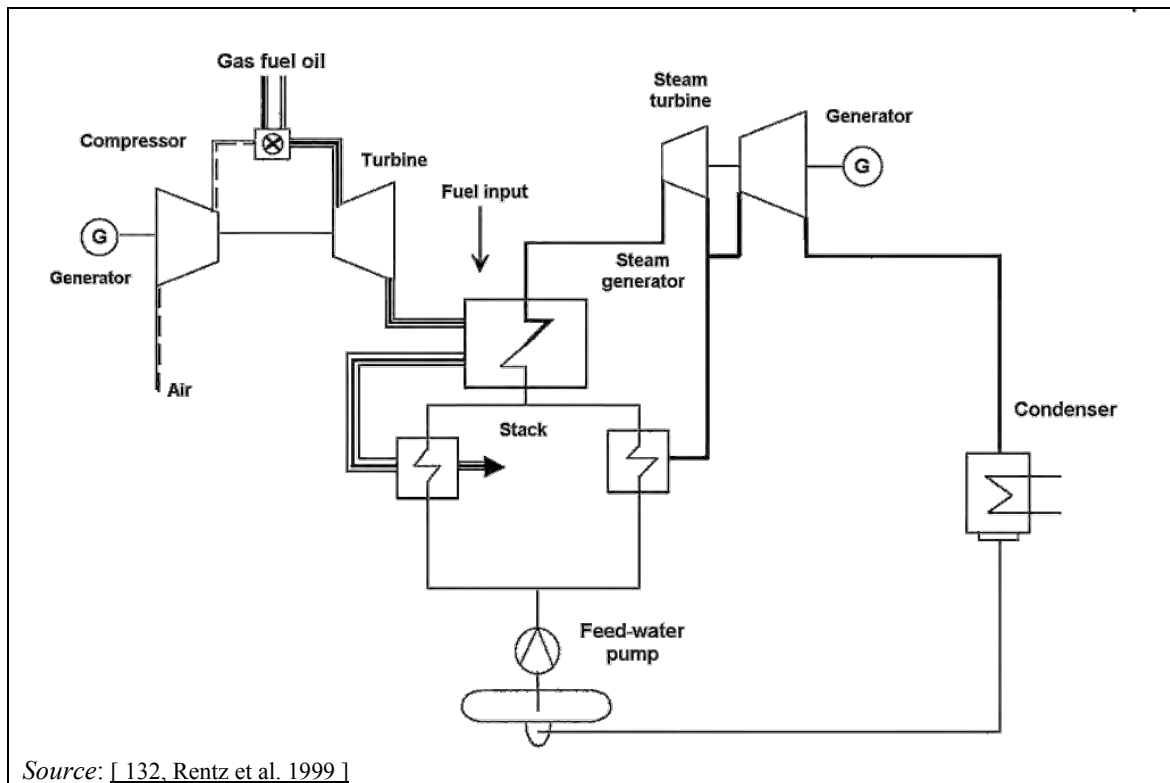 Gas fuel oil
Compressor
Turbine
Fuel input
Steam
turbine
Generator
G
G
Generator
Steam
generator
Air
Stack
Condenser
Feed-water
pump
Source: [ 132, Rentz et al. 1999 ]